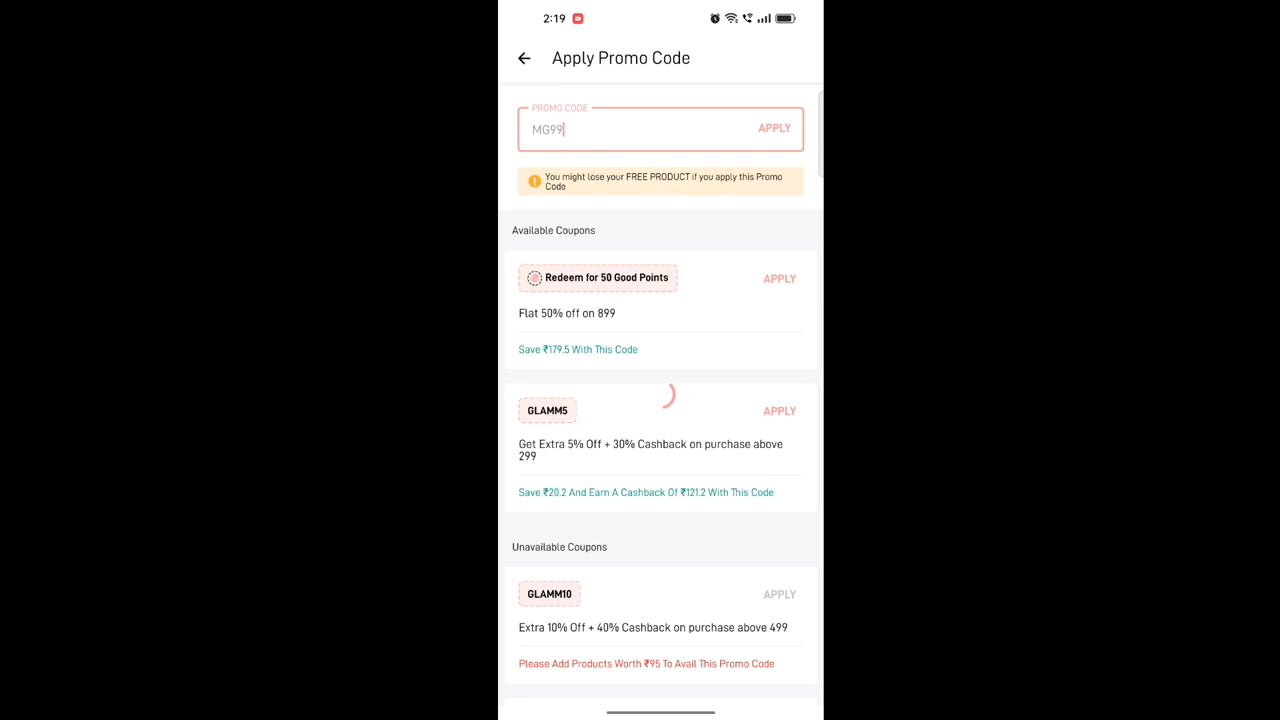 2:19
Apply Promo Code
PROMO CODE
MG99
APPLY
You might lose your FREE PRODUCT if you apply this Promo
Code
Available Coupons
Redeem for 50 Good Points
APPLY
Flat 50% off on 899
Save ₹179.5 With This Code
GLAMM5
APPLY
Get Extra 5% Off + 30% Cashback on purchase above
299
Save ₹20.2 And Earn A Cashback Of ₹121.2 With This Code
Unavailable Coupons
GLAMM10
APPLY
Extra 10% Off + 40% Cashback on purchase above 499
Please Add Products Worth ₹95 To Avail This Promo Code